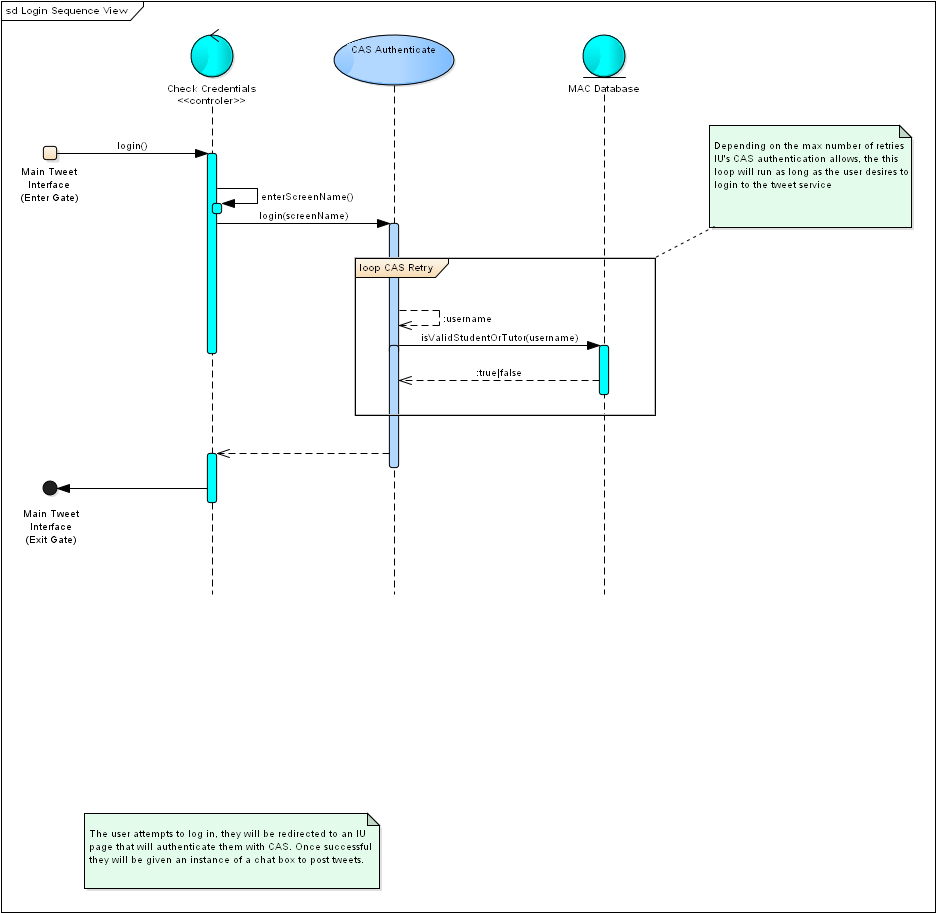 sd Login Sequence View
CAS Authenticate
Check Credentials
<<controler>>
MAC Database
login()
Main Tweet
Interface
(Enter Gate)
Depending on the max number of retries
IU's CAS authentication allows, the this
loop will run as long as the user desires to
login to the tweet service
enterScreenName()
login(screenName)
loop CAS Retry
:username
isValidStudentOrTutor(username)
:true|false
Main Tweet
Interface
(Exit Gate)
The user attempts to log in, they will be redirected to an IU
page that will authenticate them with CAS. Once successful
they will be given an instance of a chat box to post tweets.